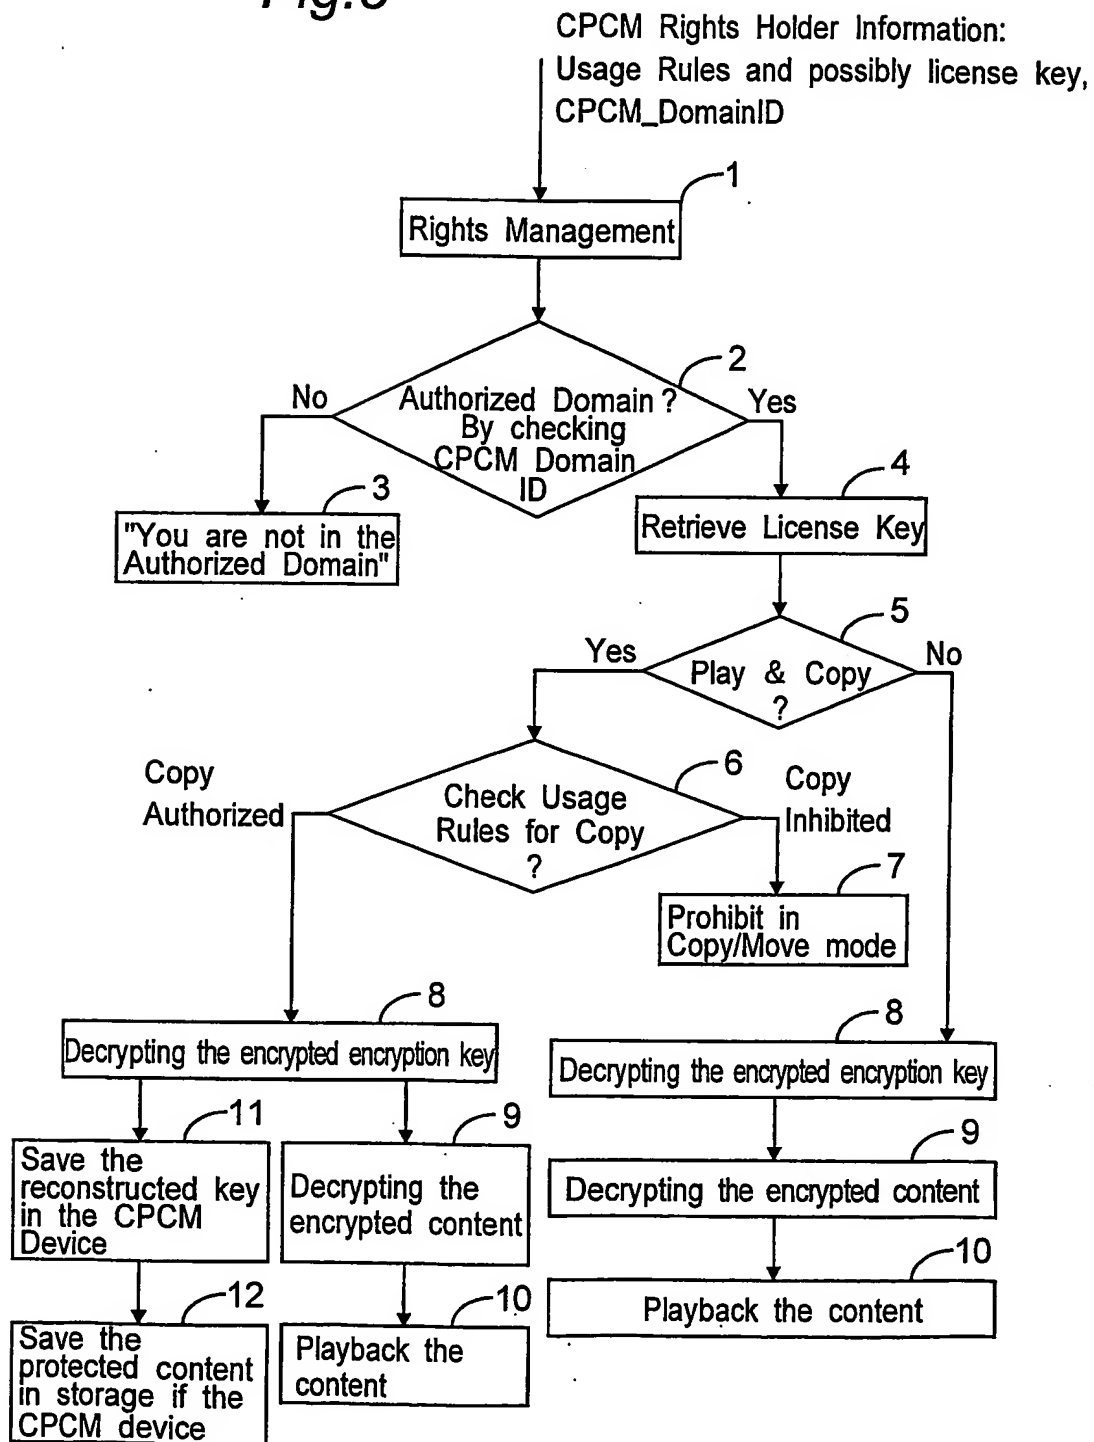 CPCM Rights Holder Information:
Usage Rules and possibly license key,
CPCM_DomainID
1
Rights Management
2
No
Authorized Domain ?
Yes
By checking
CPCM Domain
ID
3
4
"You are not in the
Authorized Domain"
Retrieve License Key
5
Yes
No
Play & Copy
?
6
Copy
Authorized
Check Usage
Rules for Copy
?
Copy
Inhibited
7
Prohibit in
Copy/Move mode
8
Decrypting the encrypted encryption key
8
Decrypting the encrypted encryption key
11
Save the
reconstructed key
in the CPCM
Device
9
Decrypting the
encrypted content
9
Decrypting the encrypted content
12
Save the
protected content
in storage if the
CPCM device
10
Playback the
content
10
Playback the content